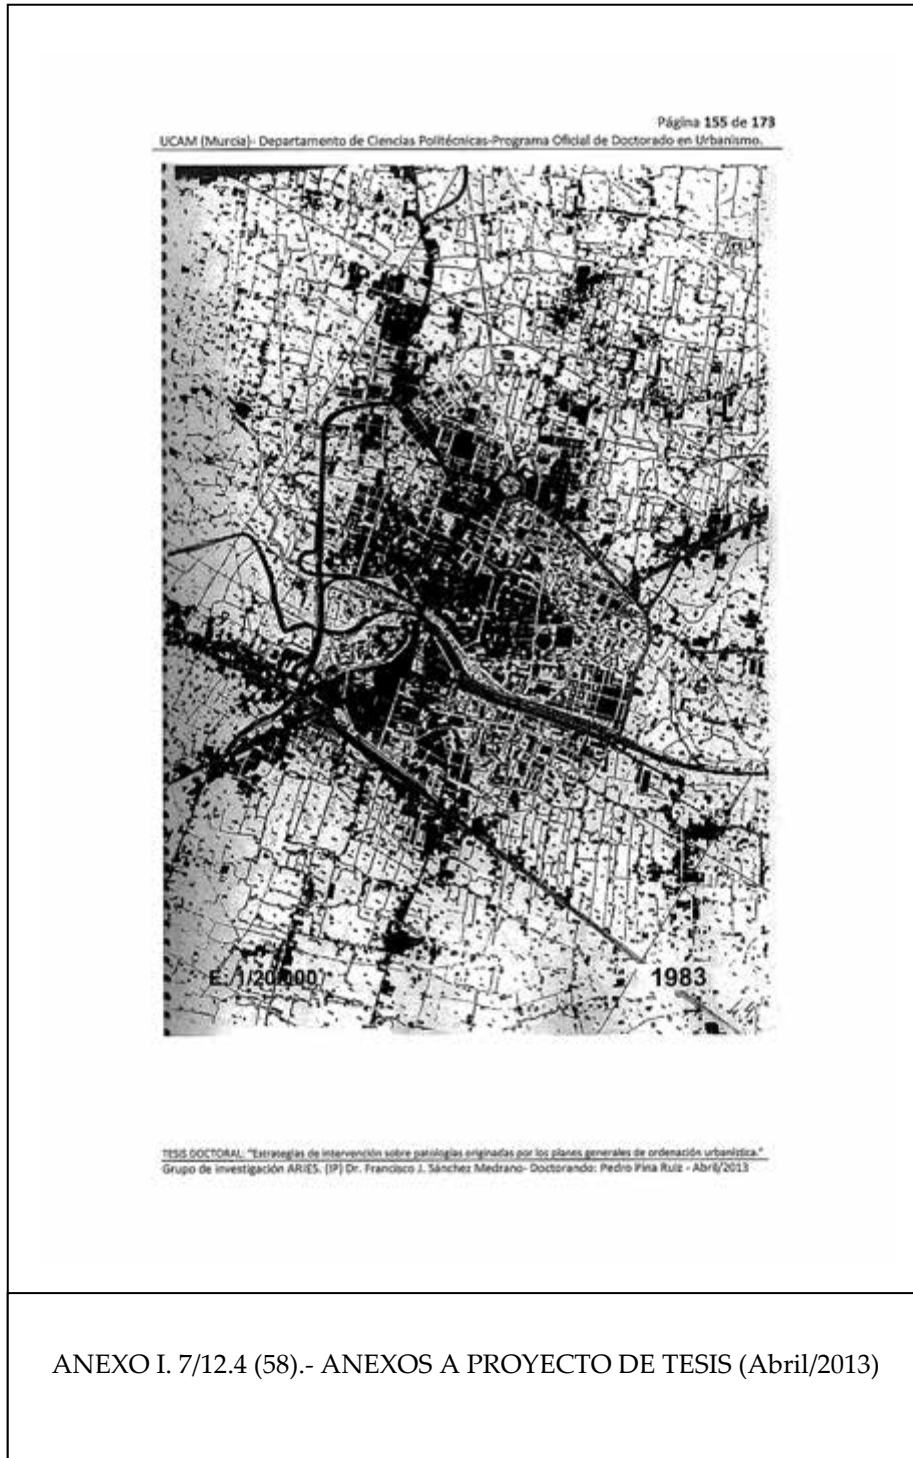 Página 155 de 173
UCAM (Murcia)- Departamento de Ciencias Politécnicas-Programa Oficial de Doctorado en Urbanismo.
E: 1/20.000
1983
TESIS DOCTORAL: "Estrategias de intervención sobre patologías originadas por los planes generales de ordenación urbanística."
Grupo de investigación ARIES. (IP) Dr. Francisco J. Sánchez Medrano- Doctorando: Pedro Pina Ruiz - Abril/2013
ANEXO I. 7/12.4 (58).- ANEXOS A PROYECTO DE TESIS (Abril/2013)